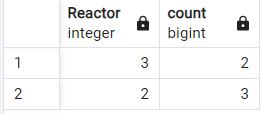 Reactor count
integer bigint
1 3 2
2 2 3